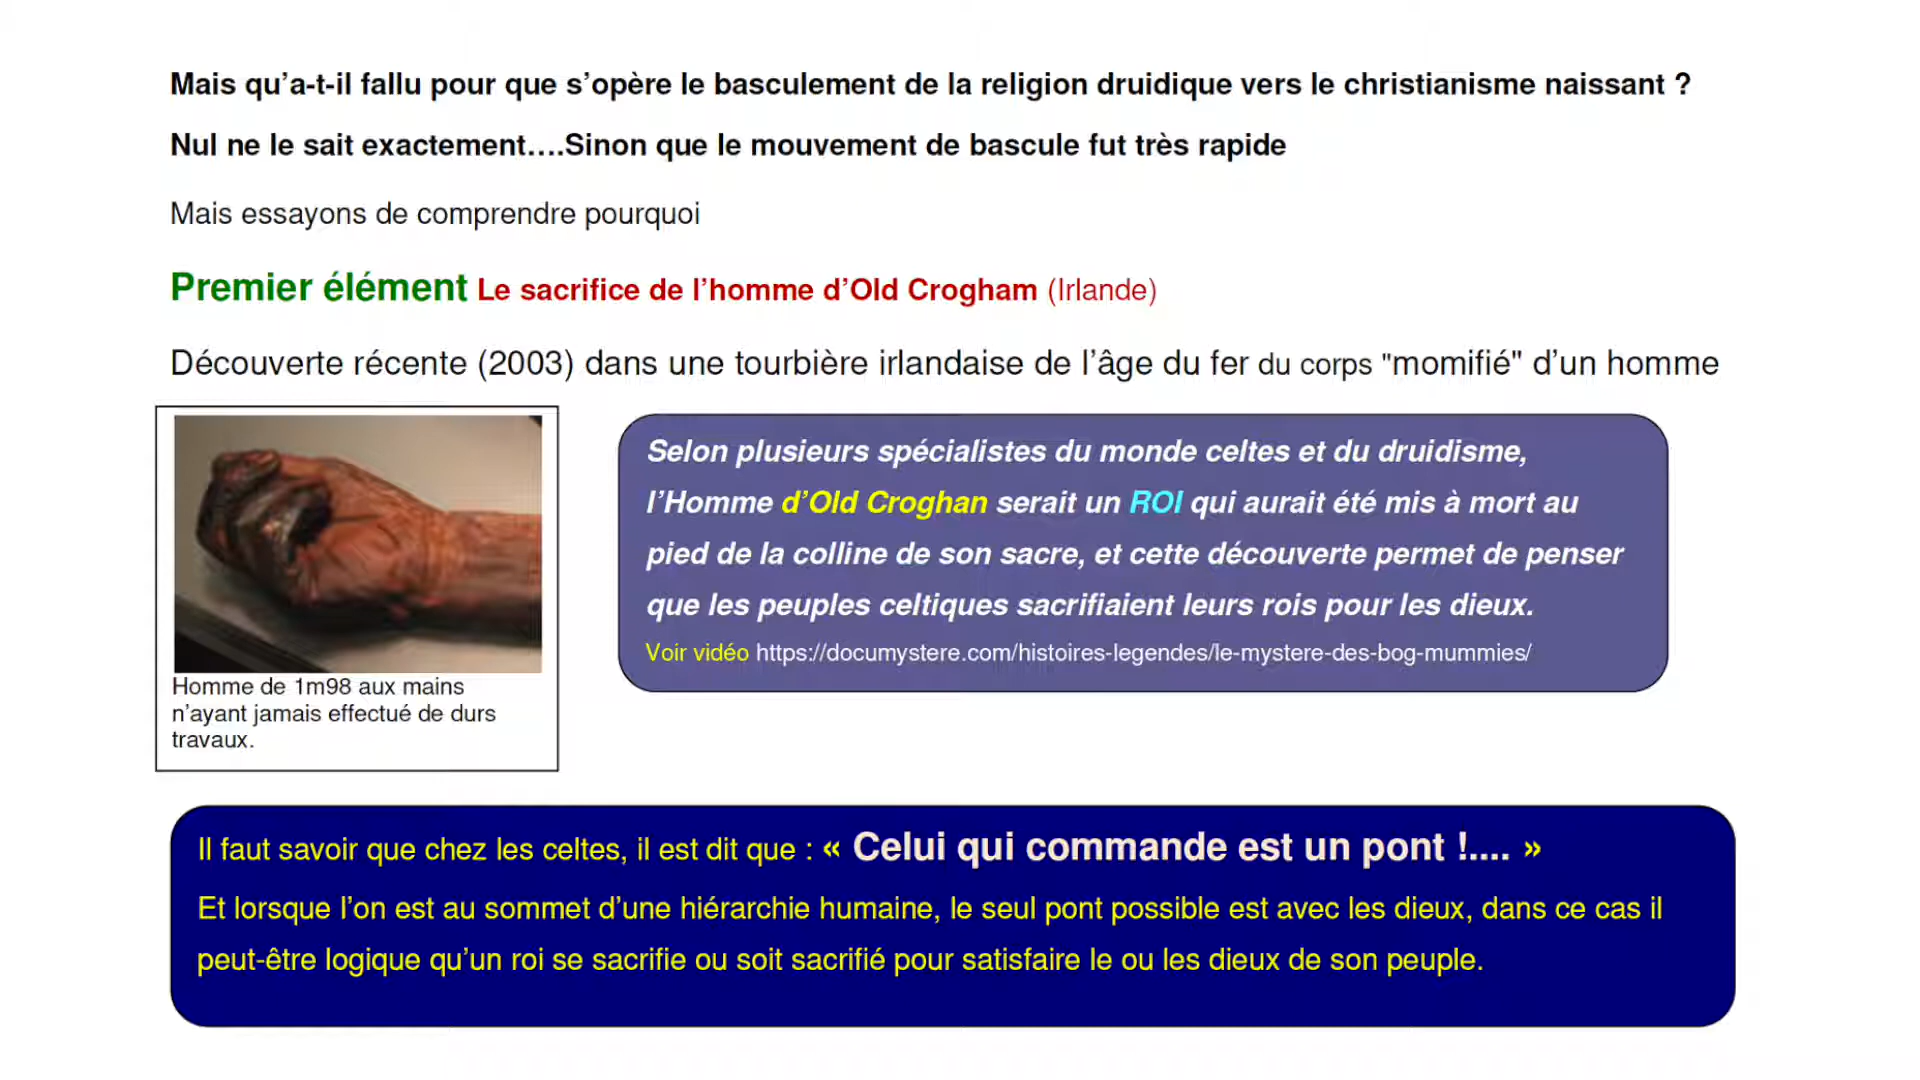 Mais qu’a-t-il fallu pour que s’opère le basculement de la religion druidique vers le christianisme naissant ?
Nul ne le sait exactement….Sinon que le mouvement de bascule fut très rapide
Mais essayons de comprendre pourquoi
Premier élément Le sacrifice de l’homme d’Old Crogham (Irlande)
Découverte récente (2003) dans une tourbière irlandaise de l’âge du fer du corps "momifié" d’un homme
Homme de 1m98 aux mains
n’ayant jamais effectué de durs
travaux.
Selon plusieurs spécialistes du monde celtes et du druidisme,
l’Homme d’Old Croghan serait un ROI qui aurait été mis à mort au
pied de la colline de son sacre, et cette découverte permet de penser
que les peuples celtiques sacrifiaient leurs rois pour les dieux.
Voir vidéo https://documystere.com/histoires-legendes/le-mystere-des-bog-mummies/
Il faut savoir que chez les celtes, il est dit que : « Celui qui commande est un pont !.... »
Et lorsque l’on est au sommet d’une hiérarchie humaine, le seul pont possible est avec les dieux, dans ce cas il
peut-être logique qu’un roi se sacrifie ou soit sacrifié pour satisfaire le ou les dieux de son peuple.